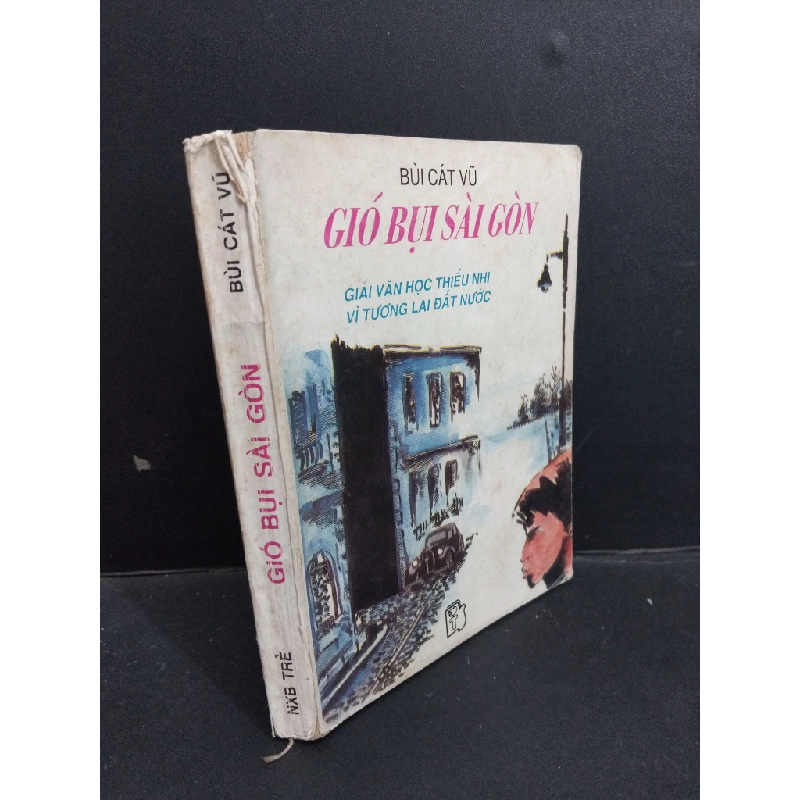 BÙI CÁT VŨ
GIÓ BỤI SÀI GÒN
GIẢI VĂN HỌC THIẾU NHI
VÌ TƯƠNG LAI ĐẤT NƯỚC
BÙI CÁT VŨ
GIÓ BỤI SÀI GÒN
NXB TRẺ